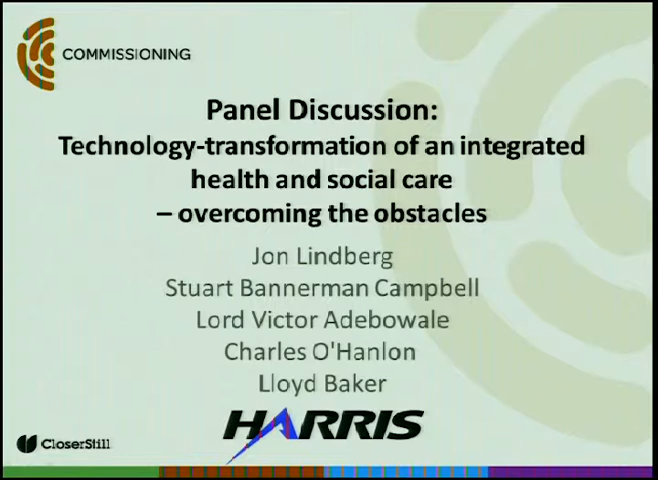 COMMISSIONING
Panel Discussion:
Technology-transformation of an integrated
health and social care
– overcoming the obstacles
Jon Lindberg
Stuart Bannerman Campbell
Lord Victor Adebowale
Charles O'Hanlon
Lloyd Baker
HARRIS
CloserStill